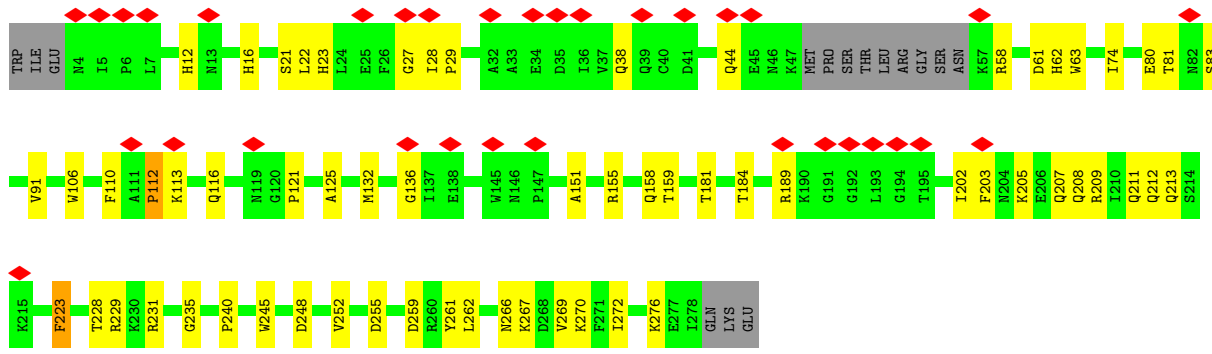 TRP ILE GLU N4 I5 P6 L7 H12 N13 H16 S21 L22 H23 L24 E25 F26 G27 I28 P29 A32 A33 E34 D35 I36 V37 Q38 Q39 C40 D41 Q44 E45 N46 K47 MET PRO SER THR LEU ARG GLY SER ASN K57 R58 D61 H62 W63 I74 E80 T81 N82 S83
V91 W106 F110 A111 P112 K113 Q116 N119 G120 P121 A125 M132 G136 I137 E138 W145 N146 P147 A151 R155 Q158 T159 T181 T184 R189 K190 G191 G192 L193 G194 T195 I202 F203 N204 K205 E206 Q207 Q208 R209 I210 Q211 Q212 Q213 S214
K215 F223 T228 R229 K230 R231 G235 P240 W245 D248 V252 D255 D259 R260 Y261 L262 N266 K267 D268 V269 K270 F271 I272 K276 E277 I278 GLN LYS GLU